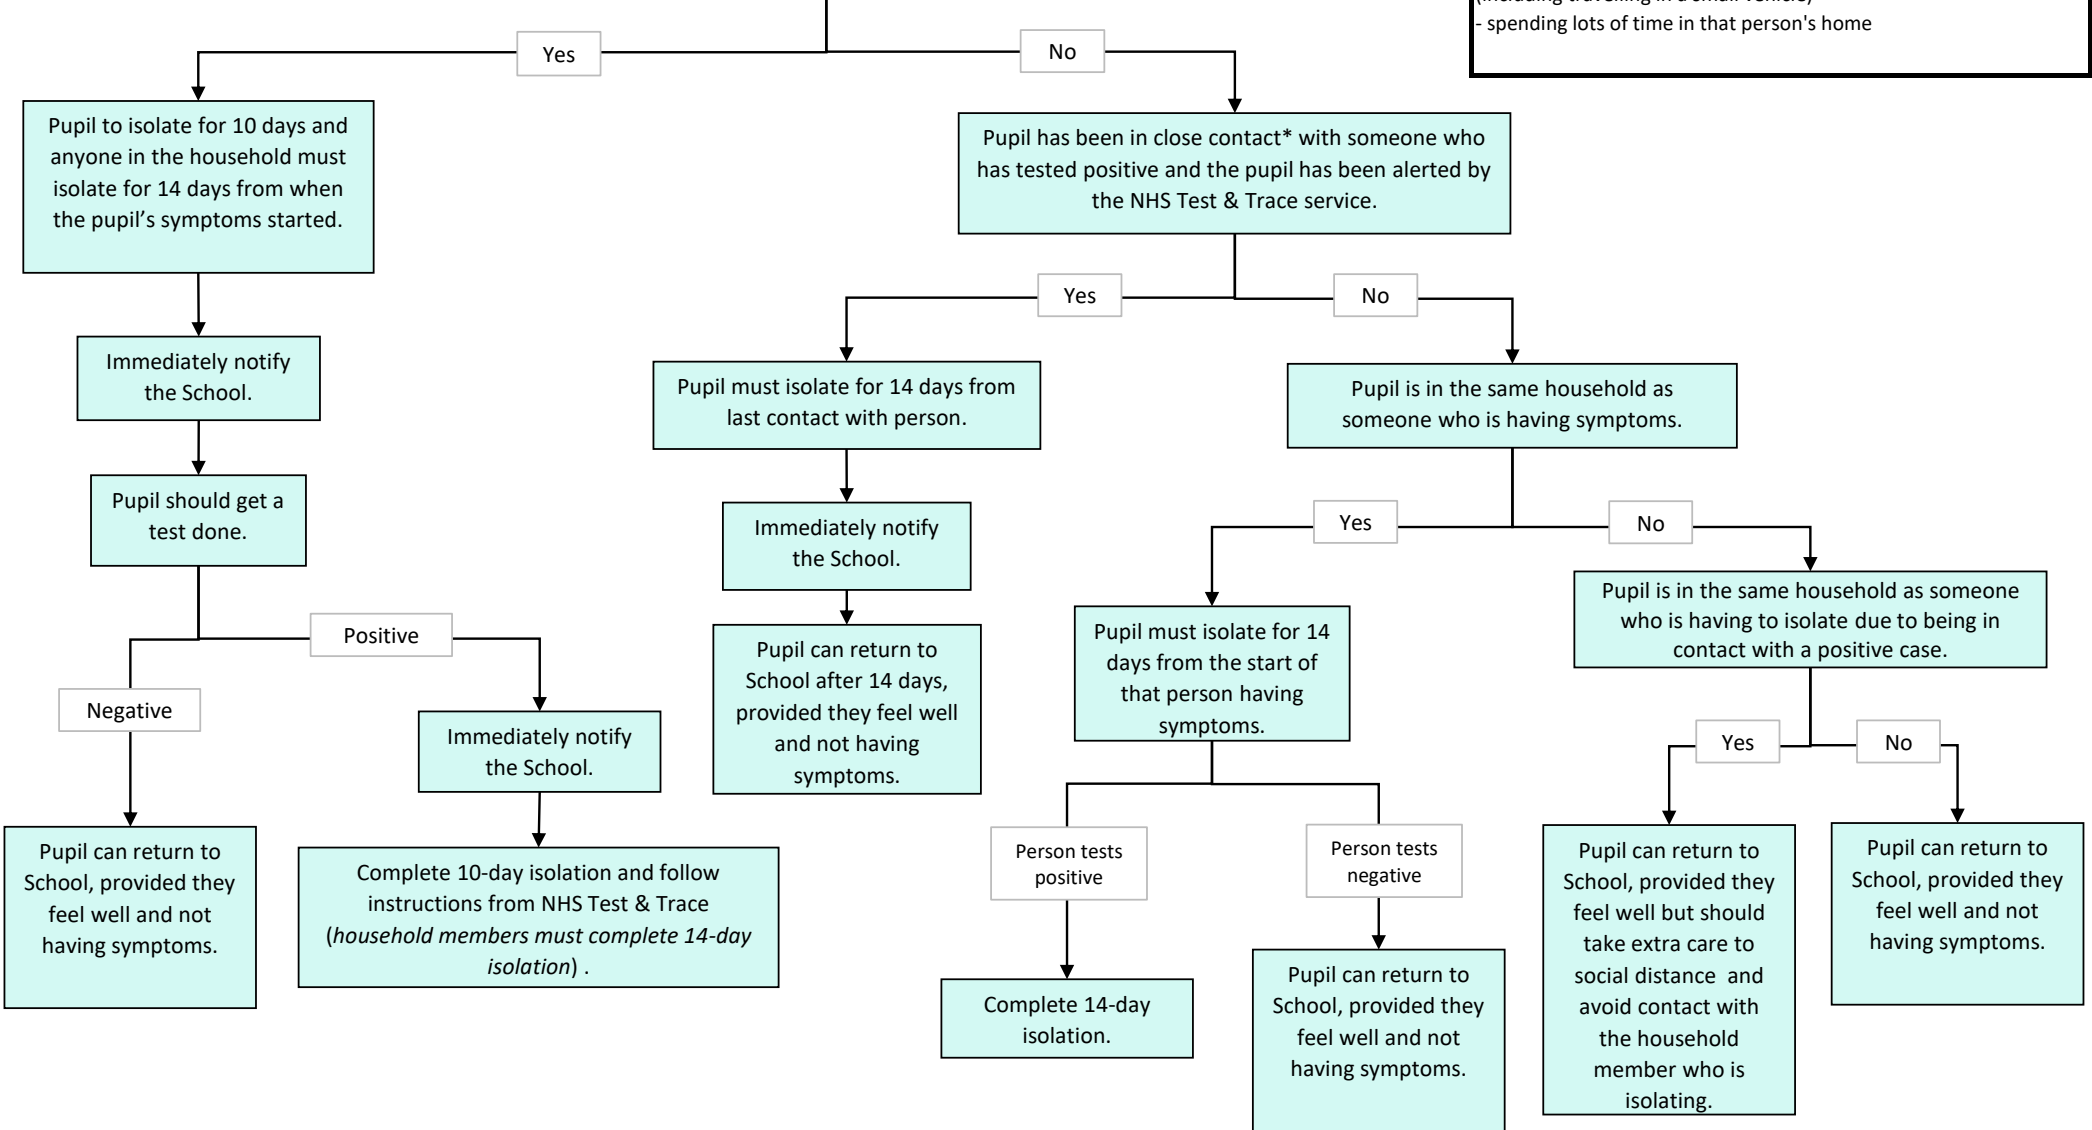 (including travelling in a small vehicle)
- spending lots of time in that person's home
Yes
No
Pupil to isolate for 10 days and
anyone in the household must
isolate for 14 days from when
the pupil’s symptoms started.
Pupil has been in close contact* with someone who
has tested positive and the pupil has been alerted by
the NHS Test & Trace service.
Yes
No
Immediately notify
the School.
Pupil must isolate for 14 days from
last contact with person.
Pupil is in the same household as
someone who is having symptoms.
Pupil should get a
test done.
Immediately notify
the School.
Yes
No
Pupil is in the same household as someone
who is having to isolate due to being in
contact with a positive case.
Positive
Negative
Pupil can return to
School after 14 days,
provided they feel well
and not having
symptoms.
Pupil must isolate for 14
days from the start of
that person having
symptoms.
Immediately notify
the School.
Yes
No
Pupil can return to
School, provided they
feel well and not
having symptoms.
Complete 10-day isolation and follow
instructions from NHS Test & Trace
(household members must complete 14-day
isolation) .
Person tests
positive
Person tests
negative
Complete 14-day
isolation.
Pupil can return to
School, provided they
feel well and not
having symptoms.
Pupil can return to
School, provided they
feel well but should
take extra care to
social distance and
avoid contact with
the household
member who is
isolating.
Pupil can return to
School, provided they
feel well and not
having symptoms.